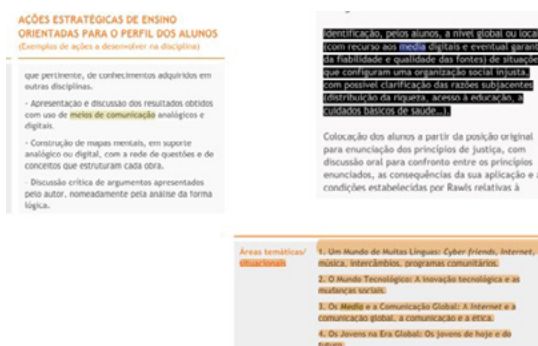 AÇÕES ESTRATÉGICAS DE ENSINO
ORIENTADAS PARA O PERFIL DOS ALUNOS
(Exemplos de ações a desenvolver na disciplina)
que pertinente, de conhecimentos adquiridos em
outras disciplinas.
- Apresentação e discussão dos resultados obtidos
com uso de meios de comunicação analógicos e
digitais.
- Construção de mapas mentais, em suporte
analógico ou digital, com a rede de questões e de
conceitos que estruturam cada obra.
- Discussão crítica de argumentos apresentados
pelo autor, nomeadamente pela análise da forma
lógica.
identificação, pelos alunos, a nível global ou local
(com recurso aos media digitais e eventual garant
da fiabilidade e qualidade das fontes) de situaçõe
que configuram uma organização social injusta,
com possível clarificação das razões subjacentes
(distribuição da riqueza, acesso à educação, a
cuidados básicos de saúde…).
Colocação dos alunos a partir da posição original
para enunciação dos princípios de justiça, com
discussão oral para confronto entre os princípios
enunciados, as consequências da sua aplicação e a
condições estabelecidas por Rawls relativas à
Áreas temáticas/
situacionais
1. Um Mundo de Muitas Línguas: Cyber friends, Internet,
música, intercâmbios, programas comunitários.
2. O Mundo Tecnológico: A inovação tecnológica e as
mudanças sociais.
3. Os Media e a Comunicação Global: A Internet e a
comunicação global, a comunicação e a ética.
4. Os Jovens na Era Global: Os jovens de hoje e do
futuro.